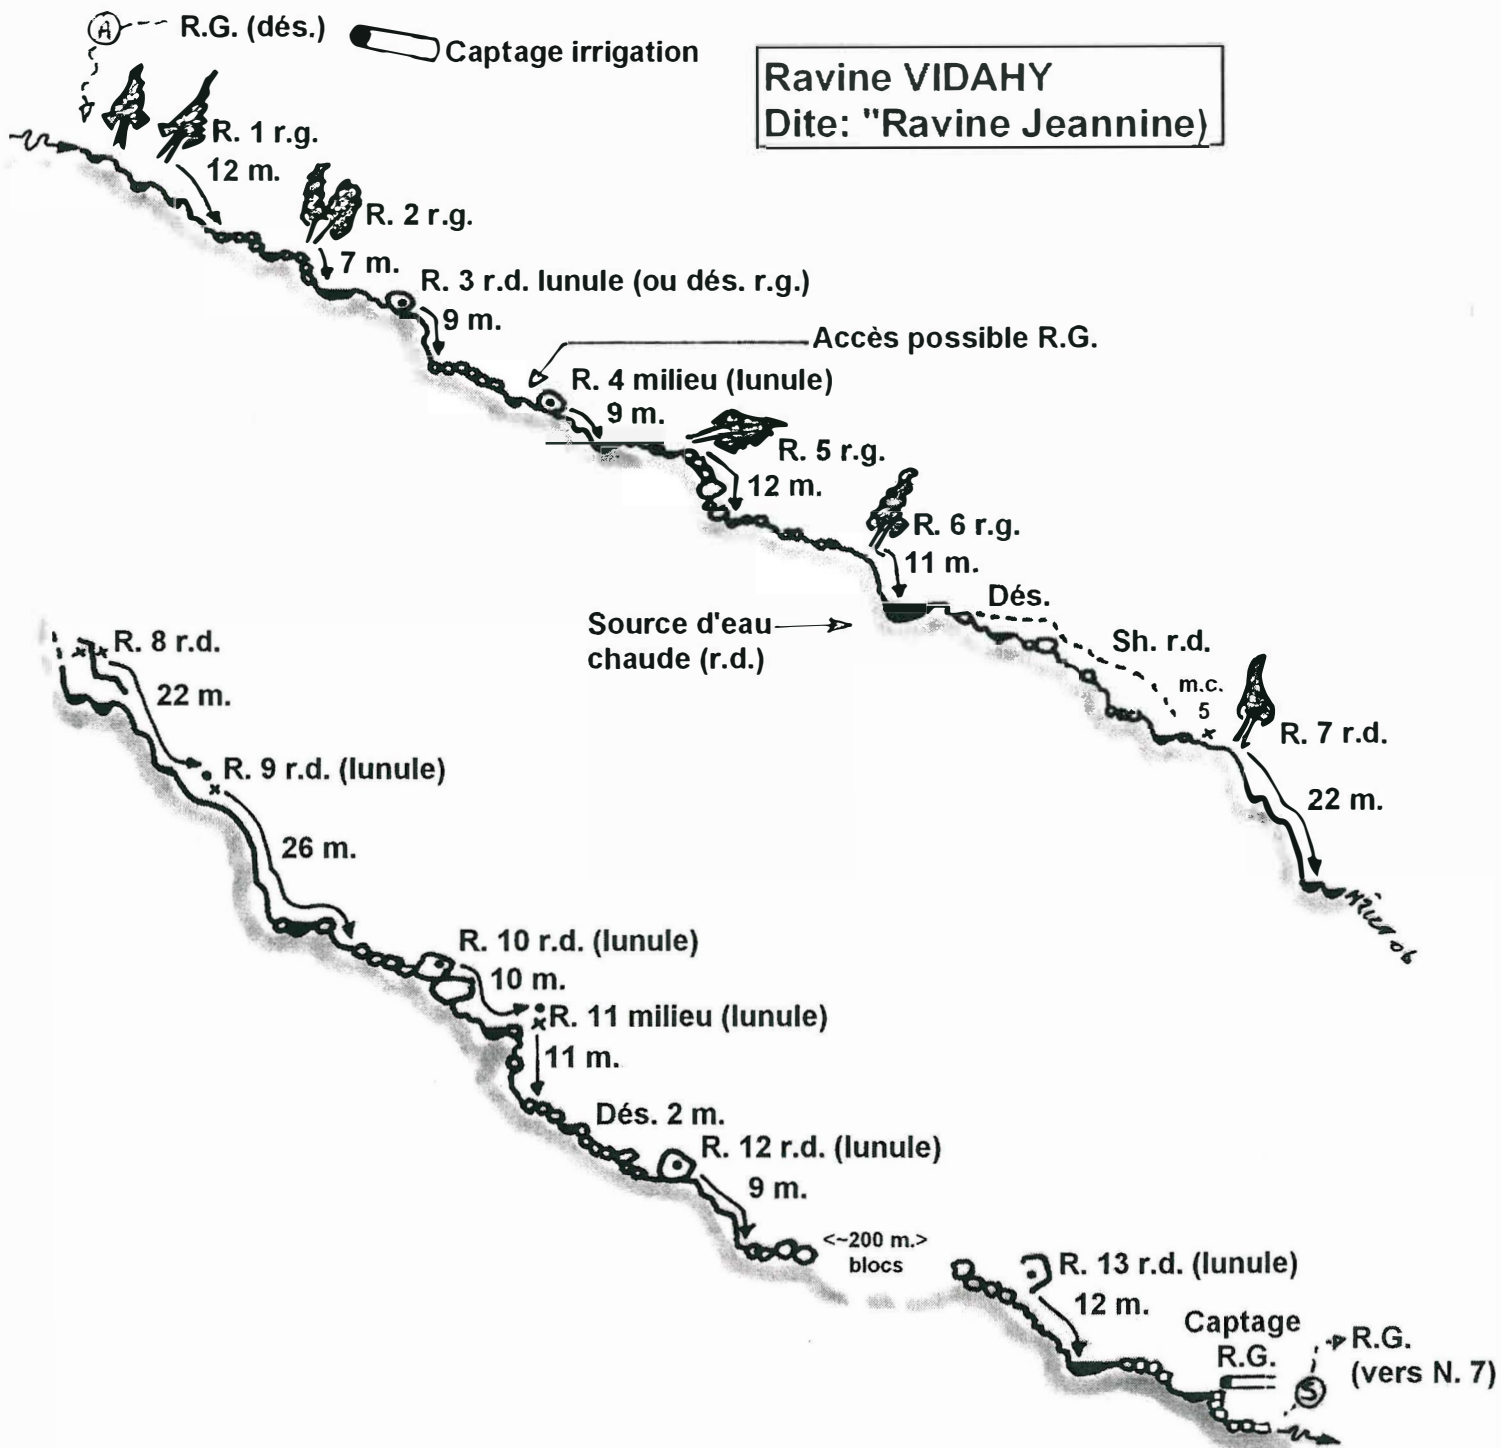 A
R.G. (dés.)
Captage irrigation
Ravine VIDAHY
Dite: "Ravine Jeannine)
R. 1 r.g.
12 m.
R. 2 r.g.
7 m.
R. 3 r.d. lunule (ou dés. r.g.)
9 m.
Accès possible R.G.
R. 4 milieu (lunule)
9 m.
R. 5 r.g.
12 m.
R. 6 r.g.
11 m.
Dés.
Source d'eau
chaude (r.d.)
Sh. r.d.
m.c.
5
R. 7 r.d.
22 m.
R. 8 r.d.
22 m.
R. 9 r.d. (lunule)
26 m.
R. 10 r.d. (lunule)
10 m.
R. 11 milieu (lunule)
11 m.
Dés. 2 m.
R. 12 r.d. (lunule)
9 m.
<~200 m.>
blocs
R. 13 r.d. (lunule)
12 m.
Captage
R.G.
R.G.
(vers N. 7)
S